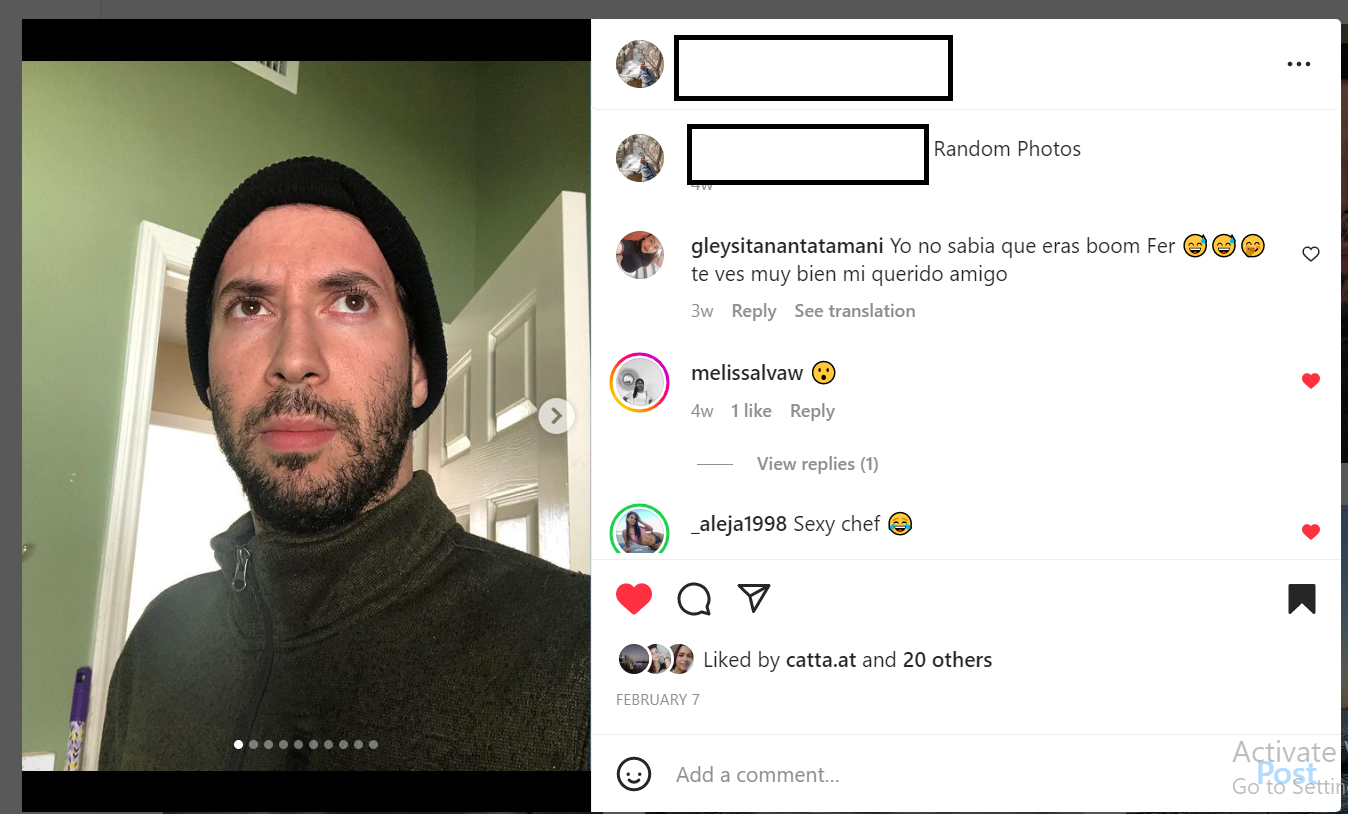 Random Photos
4w
gleysitanantatamani Yo no sabia que eras boom Fer 😅😅🤭
te ves muy bien mi querido amigo
3w Reply See translation
melissalvaw 😮
4w 1 like Reply
View replies (1)
_aleja1998 Sexy chef 😂
Liked by catta.at and 20 others
FEBRUARY 7
Add a comment...
Post
Activate
Go to Settin